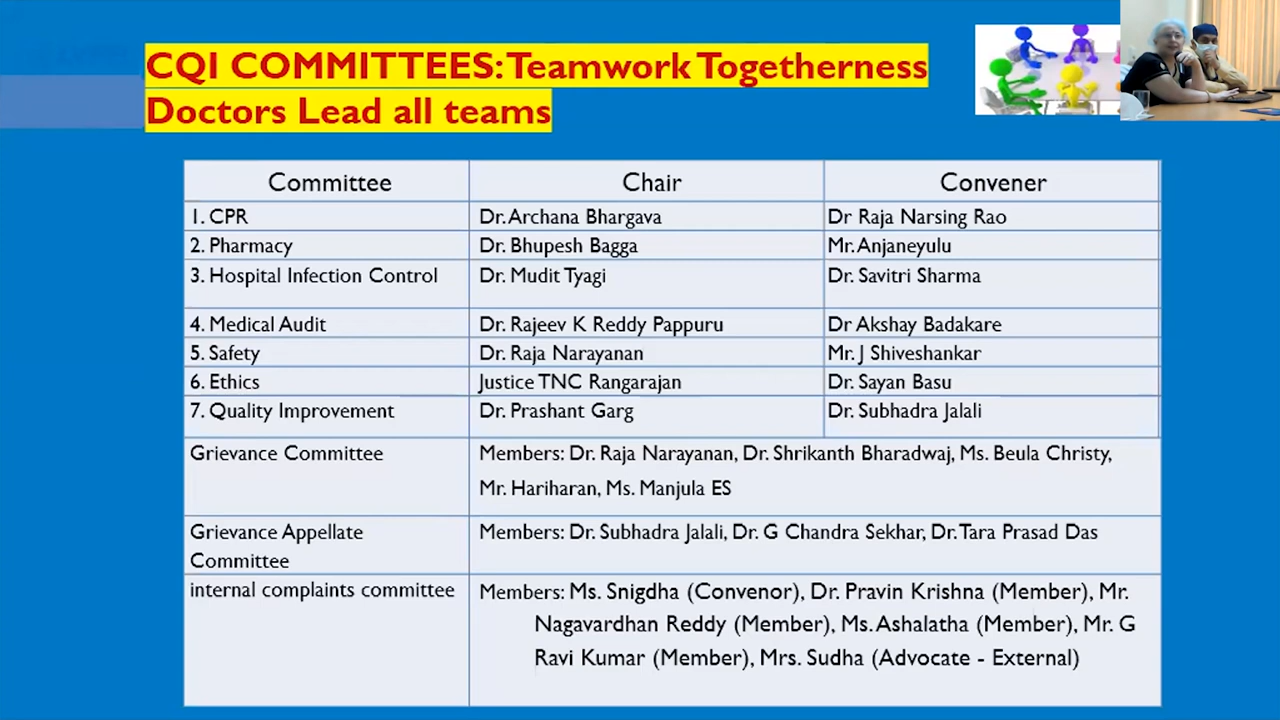 CQI COMMITTEES: Teamwork Togetherness
Doctors Lead all teams
Committee Chair Convener
1. CPR Dr. Archana Bhargava Dr Raja Narsing Rao
2. Pharmacy Dr. Bhupesh Bagga Mr. Anjaneyulu
3. Hospital Infection Control Dr. Mudit Tyagi Dr. Savitri Sharma
4. Medical Audit Dr. Rajeev K Reddy Pappuru Dr Akshay Badakare
5. Safety Dr. Raja Narayanan Mr. J Shiveshankar
6. Ethics Justice TNC Rangarajan Dr. Sayan Basu
7. Quality Improvement Dr. Prashant Garg Dr. Subhadra Jalali
Grievance Committee Members: Dr. Raja Narayanan, Dr. Shrikanth Bharadwaj, Ms. Beula Christy,
Mr. Hariharan, Ms. Manjula ES
Grievance Appellate Members: Dr. Subhadra Jalali, Dr. G Chandra Sekhar, Dr. Tara Prasad Das
Committee
internal complaints committee Members: Ms. Snigdha (Convenor), Dr. Pravin Krishna (Member), Mr.
Nagavardhan Reddy (Member), Ms. Ashalatha (Member), Mr. G
Ravi Kumar (Member), Mrs. Sudha (Advocate - External)